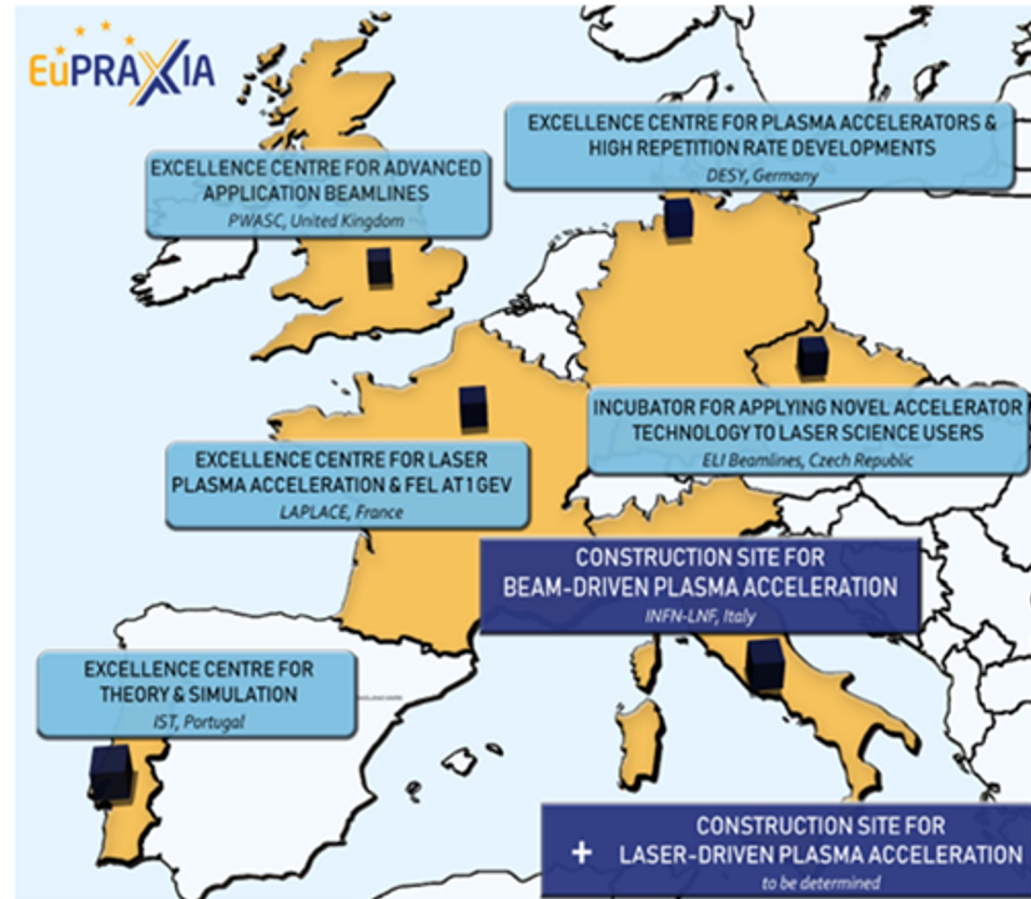 EuPRAXIA
EXCELLENCE CENTRE FOR PLASMA ACCELERATORS &
HIGH REPETITION RATE DEVELOPMENTS
DESY, Germany
EXCELLENCE CENTRE FOR ADVANCED
APPLICATION BEAMLINES
PWASC, United Kingdom
INCUBATOR FOR APPLYING NOVEL ACCELERATOR
TECHNOLOGY TO LASER SCIENCE USERS
ELI Beamlines, Czech Republic
EXCELLENCE CENTRE FOR LASER
PLASMA ACCELERATION & FEL AT 1 GEV
LAPLACE, France
CONSTRUCTION SITE FOR
BEAM-DRIVEN PLASMA ACCELERATION
INFN-LNF, Italy
EXCELLENCE CENTRE FOR
THEORY & SIMULATION
IST, Portugal
CONSTRUCTION SITE FOR
+ LASER-DRIVEN PLASMA ACCELERATION
to be determined